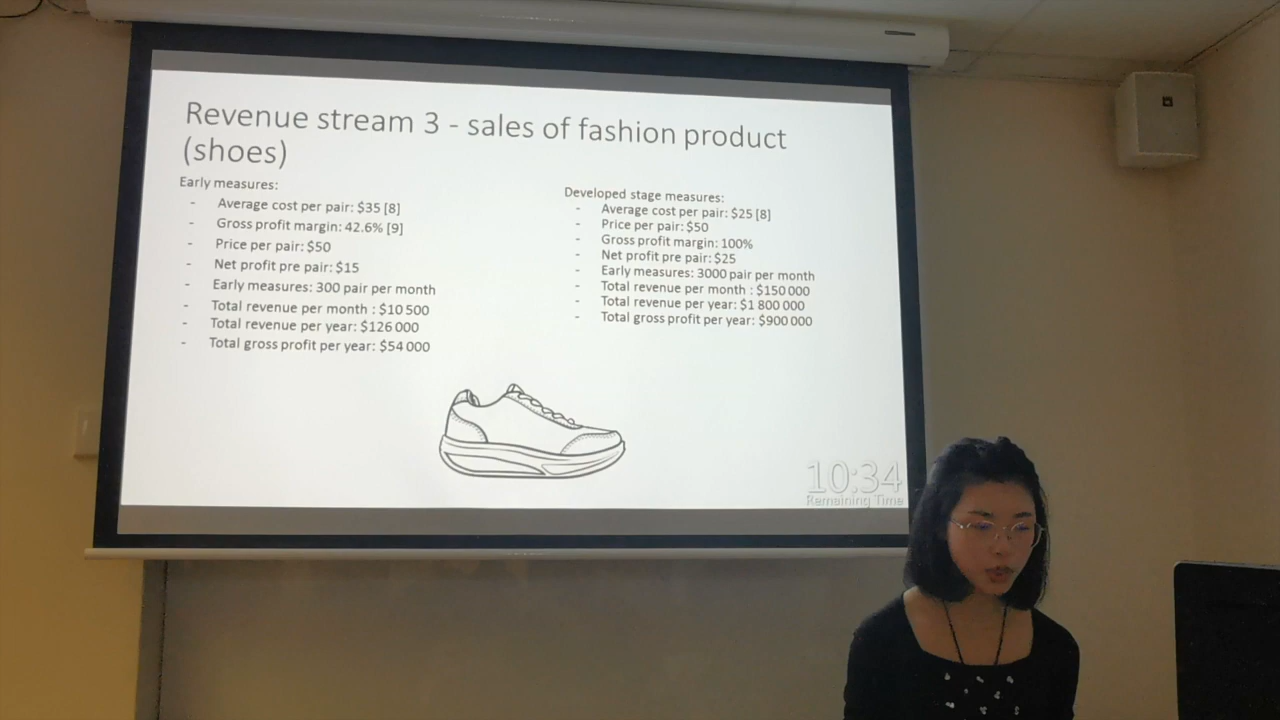 Revenue stream 3 - sales of fashion product
(shoes)
Early measures:
- Average cost per pair: $35 [8]
- Gross profit margin: 42.6% [9]
- Price per pair: $50
- Net profit pre pair: $15
- Early measures: 300 pair per month
- Total revenue per month : $10 500
- Total revenue per year: $126 000
- Total gross profit per year: $54 000
Developed stage measures:
- Average cost per pair: $25 [8]
- Price per pair: $50
- Gross profit margin: 100%
- Net profit pre pair: $25
- Early measures: 3000 pair per month
- Total revenue per month : $150 000
- Total revenue per year: $1 800 000
- Total gross profit per year: $900 000
10:34
Remaining Time